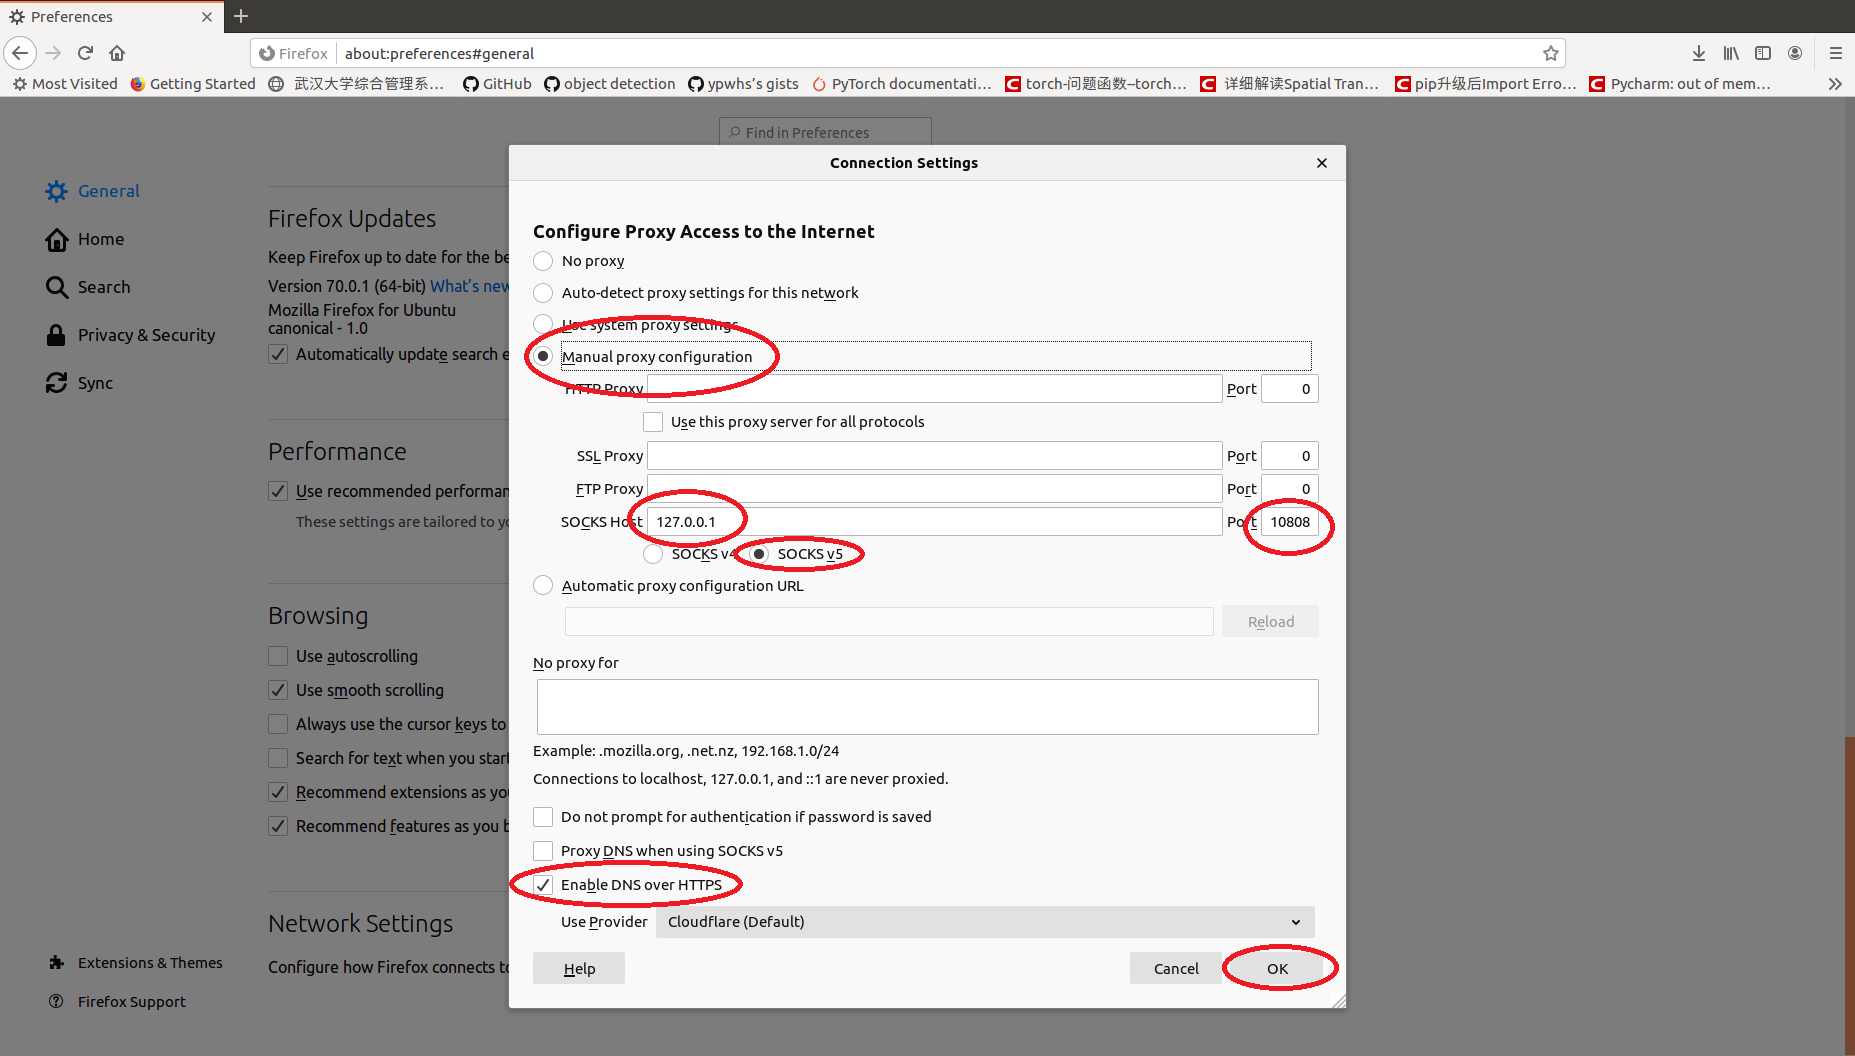 Preferences
Firefox about:preferences#general
Most Visited Getting Started 武汉大学综合管理系… GitHub object detection ypwhs’s gists PyTorch documentati… torch-问题函数--torch… 详细解读Spatial Tran… pip升级后Import Erro… Pycharm: out of mem…
Find in Preferences
General
Home
Search
Privacy & Security
Sync
Extensions & Themes
Firefox Support
Firefox Updates
Keep Firefox up to date for the be
Version 70.0.1 (64-bit) What’s new
Mozilla Firefox for Ubuntu
canonical - 1.0
Automatically update search e
Performance
Use recommended performan
These settings are tailored to yo
Browsing
Use autoscrolling
Use smooth scrolling
Always use the cursor keys to
Search for text when you start
Recommend extensions as you
Recommend features as you b
Network Settings
Configure how Firefox connects to
Connection Settings
Configure Proxy Access to the Internet
No proxy
Auto-detect proxy settings for this network
Use system proxy settings
Manual proxy configuration
HTTP Proxy Port 0
Use this proxy server for all protocols
SSL Proxy Port 0
FTP Proxy Port 0
SOCKS Host 127.0.0.1 Port 10808
SOCKS v4 SOCKS v5
Automatic proxy configuration URL
Reload
No proxy for
Example: .mozilla.org, .net.nz, 192.168.1.0/24
Connections to localhost, 127.0.0.1, and ::1 are never proxied.
Do not prompt for authentication if password is saved
Proxy DNS when using SOCKS v5
Enable DNS over HTTPS
Use Provider Cloudflare (Default)
Help Cancel OK